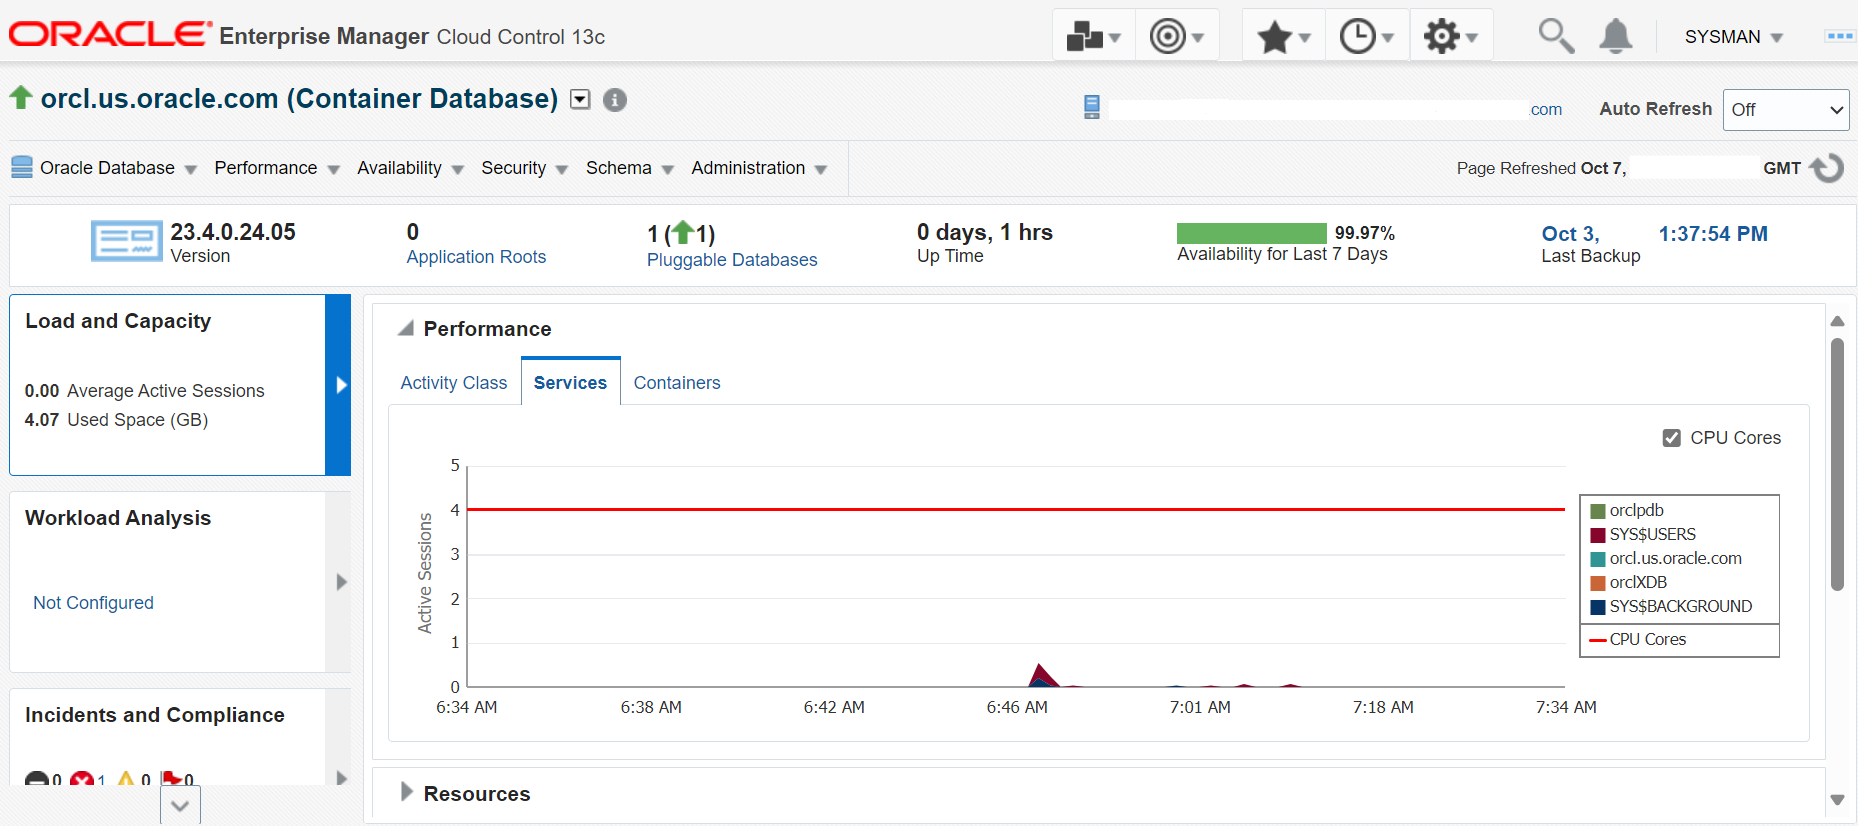 ORACLE Enterprise Manager Cloud Control 13c
SYSMAN
orcl.us.oracle.com (Container Database)
.com
Auto Refresh Off
Oracle Database Performance Availability Security Schema Administration
Page Refreshed Oct 7, GMT
23.4.0.24.05
Version
0
Application Roots
1 (1)
Pluggable Databases
0 days, 1 hrs
Up Time
99.97%
Availability for Last 7 Days
Oct 3, 1:37:54 PM
Last Backup
Load and Capacity
0.00 Average Active Sessions
4.07 Used Space (GB)
Workload Analysis
Not Configured
Incidents and Compliance
0 1 0 0
Performance
Activity Class Services Containers
CPU Cores
Active Sessions
5
4
3
2
1
0
6:34 AM 6:38 AM 6:42 AM 6:46 AM 7:01 AM 7:18 AM 7:34 AM
orclpdb
SYS$USERS
orcl.us.oracle.com
orclXDB
SYS$BACKGROUND
CPU Cores
Resources